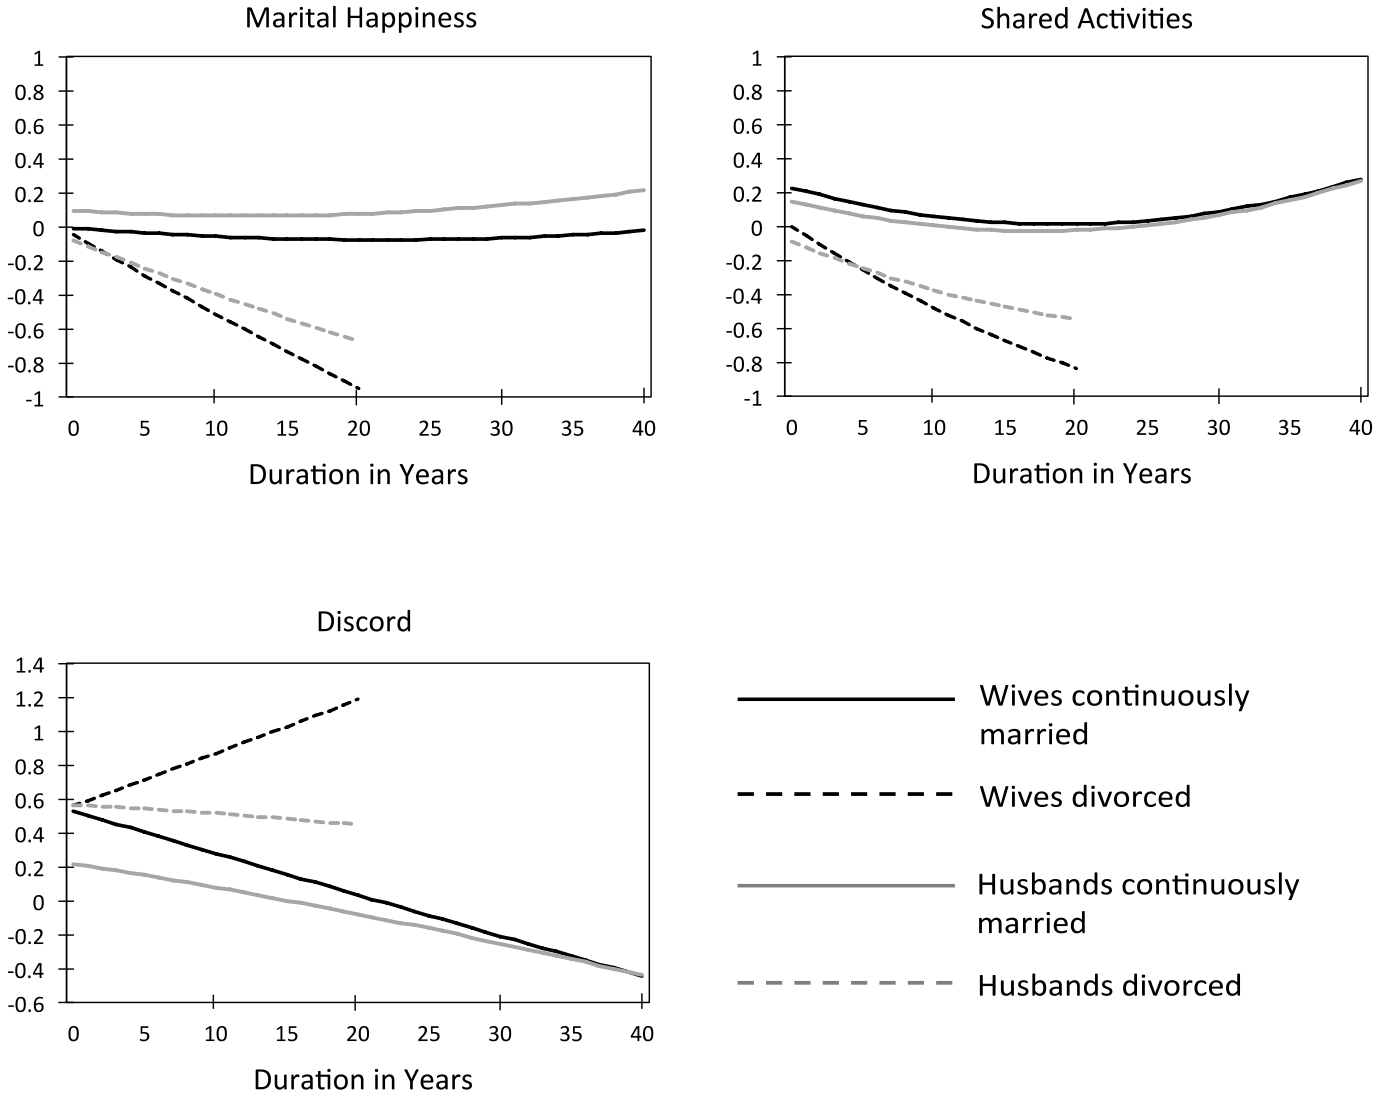 Marital Happiness
1
0.8
0.6
0.4
0.2
0
-0.2
-0.4
-0.6
-0.8
-1
0 5 10 15 20 25 30 35 40
Duration in Years
Shared Activities
1
0.8
0.6
0.4
0.2
0
-0.2
-0.4
-0.6
-0.8
-1
0 5 10 15 20 25 30 35 40
Duration in Years
Discord
1.4
1.2
1
0.8
0.6
0.4
0.2
0
-0.2
-0.4
-0.6
0 5 10 15 20 25 30 35 40
Duration in Years
Wives continuously
married
Wives divorced
Husbands continuously
married
Husbands divorced